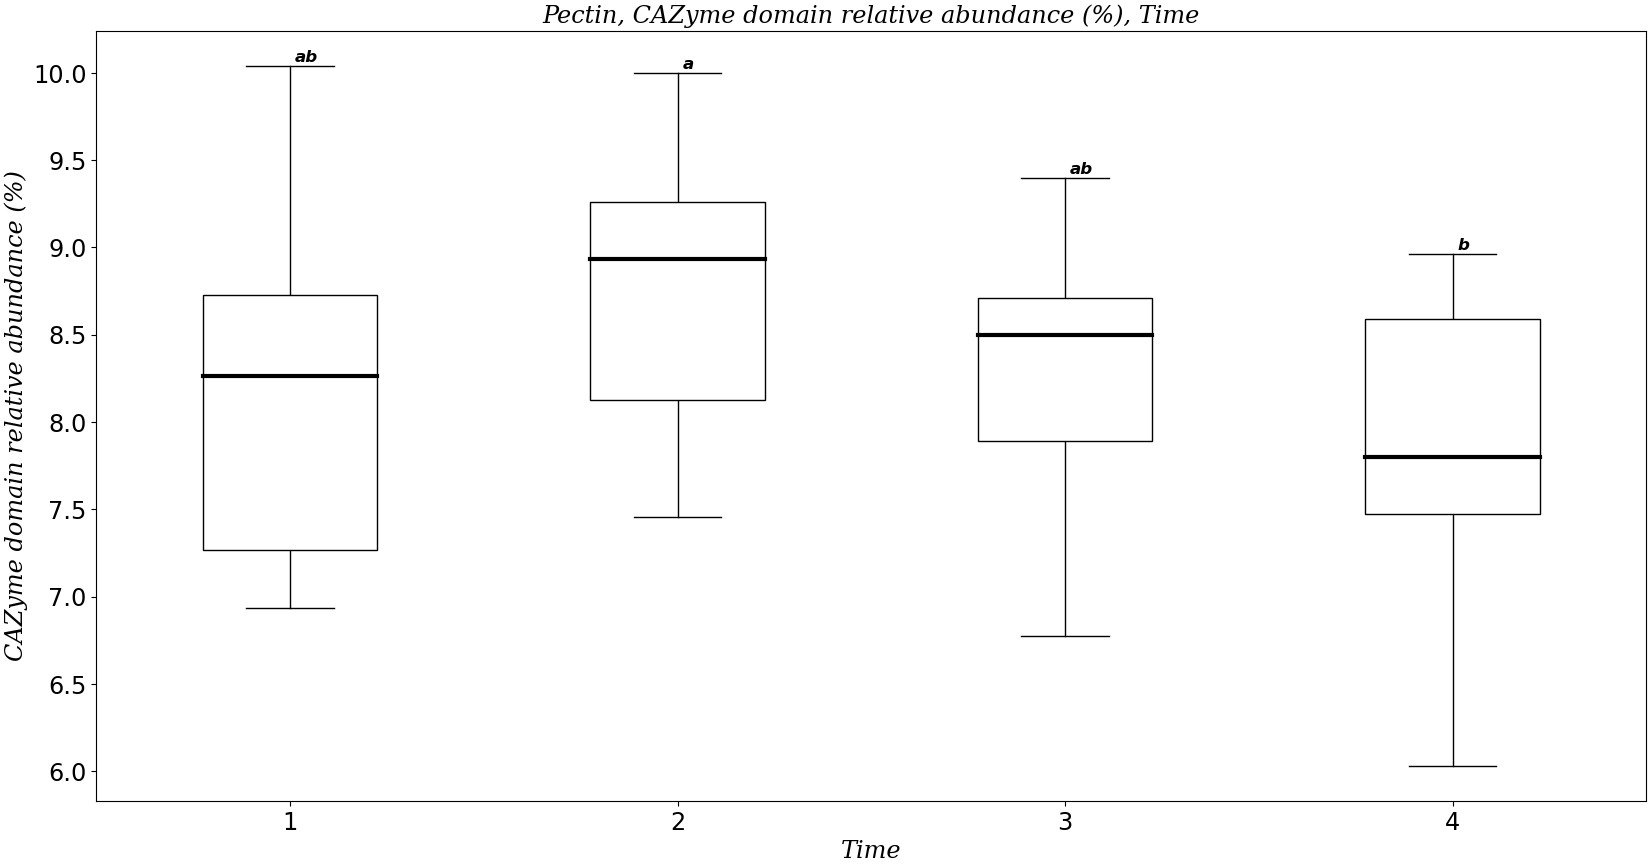 Pectin, CAZyme domain relative abundance (%), Time
CAZyme domain relative abundance (%)
10.0
9.5
9.0
8.5
8.0
7.5
7.0
6.5
6.0
ab
a
ab
b
1 2 3 4
Time